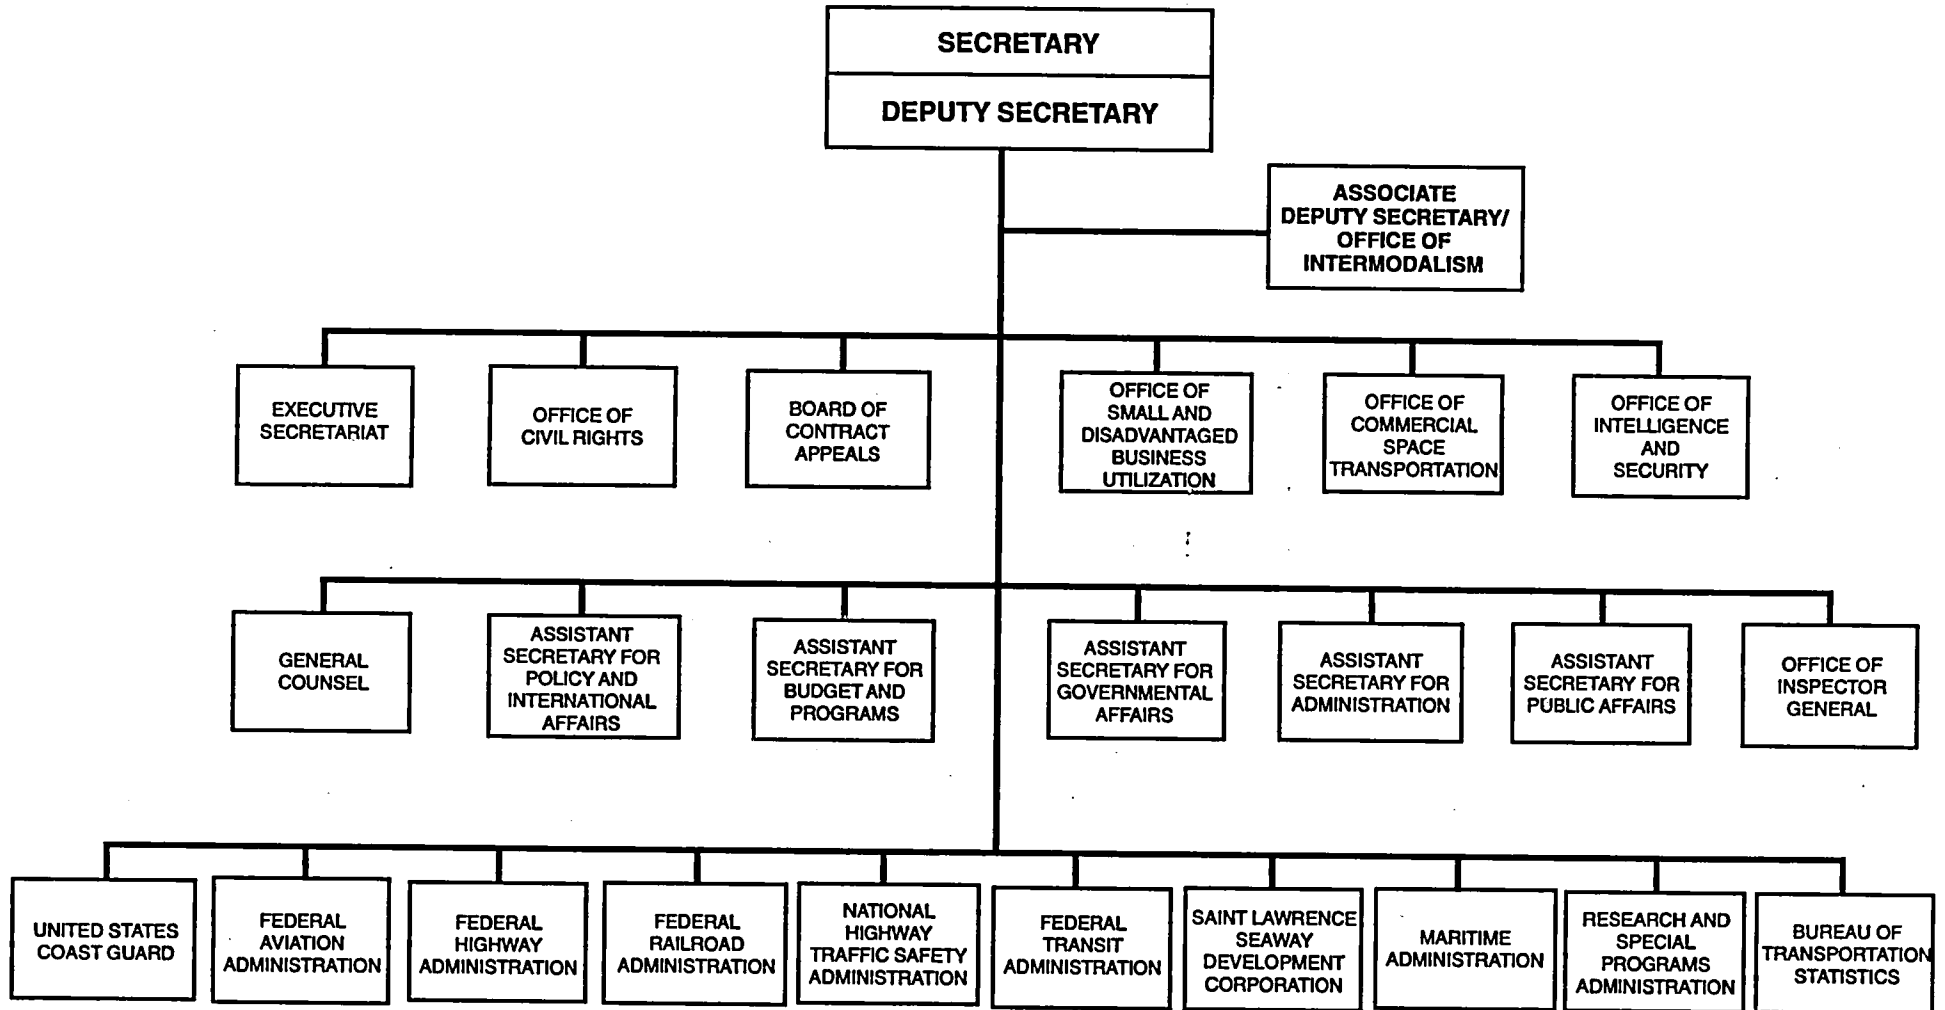 SECRETARY
DEPUTY SECRETARY
ASSOCIATE
DEPUTY SECRETARY/
OFFICE OF
INTERMODALISM
EXECUTIVE
SECRETARIAT
OFFICE OF
CIVIL RIGHTS
BOARD OF
CONTRACT
APPEALS
OFFICE OF
SMALL AND
DISADVANTAGED
BUSINESS
UTILIZATION
OFFICE OF
COMMERCIAL
SPACE
TRANSPORTATION
OFFICE OF
INTELLIGENCE
AND
SECURITY
GENERAL
COUNSEL
ASSISTANT
SECRETARY FOR
POLICY AND
INTERNATIONAL
AFFAIRS
ASSISTANT
SECRETARY FOR
BUDGET AND
PROGRAMS
ASSISTANT
SECRETARY FOR
GOVERNMENTAL
AFFAIRS
ASSISTANT
SECRETARY FOR
ADMINISTRATION
ASSISTANT
SECRETARY FOR
PUBLIC AFFAIRS
OFFICE OF
INSPECTOR
GENERAL
UNITED STATES
COAST GUARD
FEDERAL
AVIATION
ADMINISTRATION
FEDERAL
HIGHWAY
ADMINISTRATION
FEDERAL
RAILROAD
ADMINISTRATION
NATIONAL
HIGHWAY
TRAFFIC SAFETY
ADMINISTRATION
FEDERAL
TRANSIT
ADMINISTRATION
SAINT LAWRENCE
SEAWAY
DEVELOPMENT
CORPORATION
MARITIME
ADMINISTRATION
RESEARCH AND
SPECIAL
PROGRAMS
ADMINISTRATION
BUREAU OF
TRANSPORTATION
STATISTICS